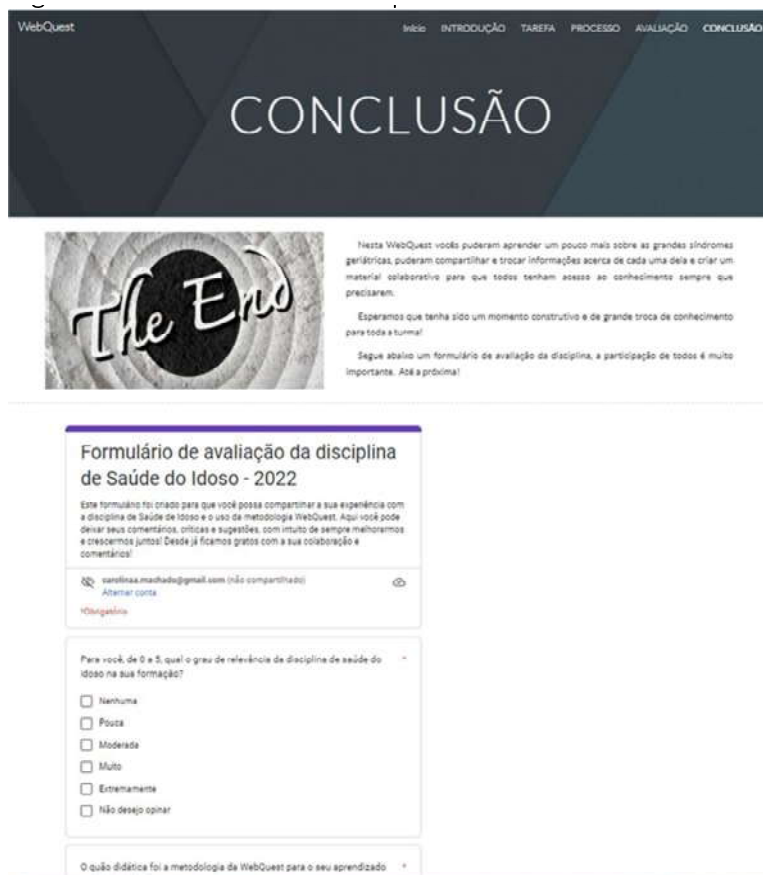 WebQuest
Início INTRODUÇÃO TAREFA PROCESSO AVALIAÇÃO CONCLUSÃO
CONCLUSÃO
The End
Nesta WebQuest vocês puderam aprender um pouco mais sobre as grandes síndromes
geriátricas, puderam compartilhar e trocar informações acerca de cada uma dela e criar um
material colaborativo para que todos tenham acesso ao conhecimento sempre que
precisarem.
Esperamos que tenha sido um momento construtivo e de grande troca de conhecimento
para toda a turma!
Segue abaixo um formulário de avaliação da disciplina, a participação de todos é muito
importante. Até a próxima!
Formulário de avaliação da disciplina
de Saúde do Idoso - 2022
Este formulário foi criado para que você possa compartilhar a sua experiência com
a disciplina de Saúde de Idoso e o uso da metodologia WebQuest. Aqui você pode
deixar seus comentários, críticas e sugestões, com intuito de sempre melhorarmos
e crescermos juntos! Desde já ficamos gratos com a sua colaboração e
comentários!
carolinaa.machado@gmail.com (não compartilhado)
Alternar conta
*Obrigatório
Para você, de 0 a 5, qual o grau de relevância da disciplina de saúde do *
idoso na sua formação?
Nenhuma
Pouca
Moderada
Muito
Extremamente
Não desejo opinar
O quão didática foi a metodologia da WebQuest para o seu aprendizado *